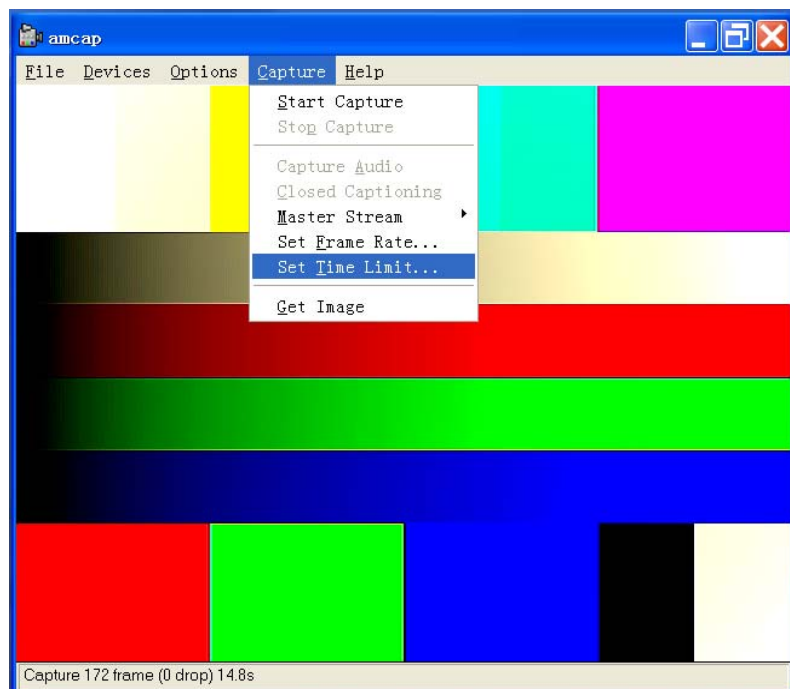 amcap
File Devices Options Capture Help
Start Capture
Stop Capture
Capture Audio
Closed Captioning
Master Stream
Set Frame Rate...
Set Time Limit...
Get Image
Capture 172 frame (0 drop) 14.8s